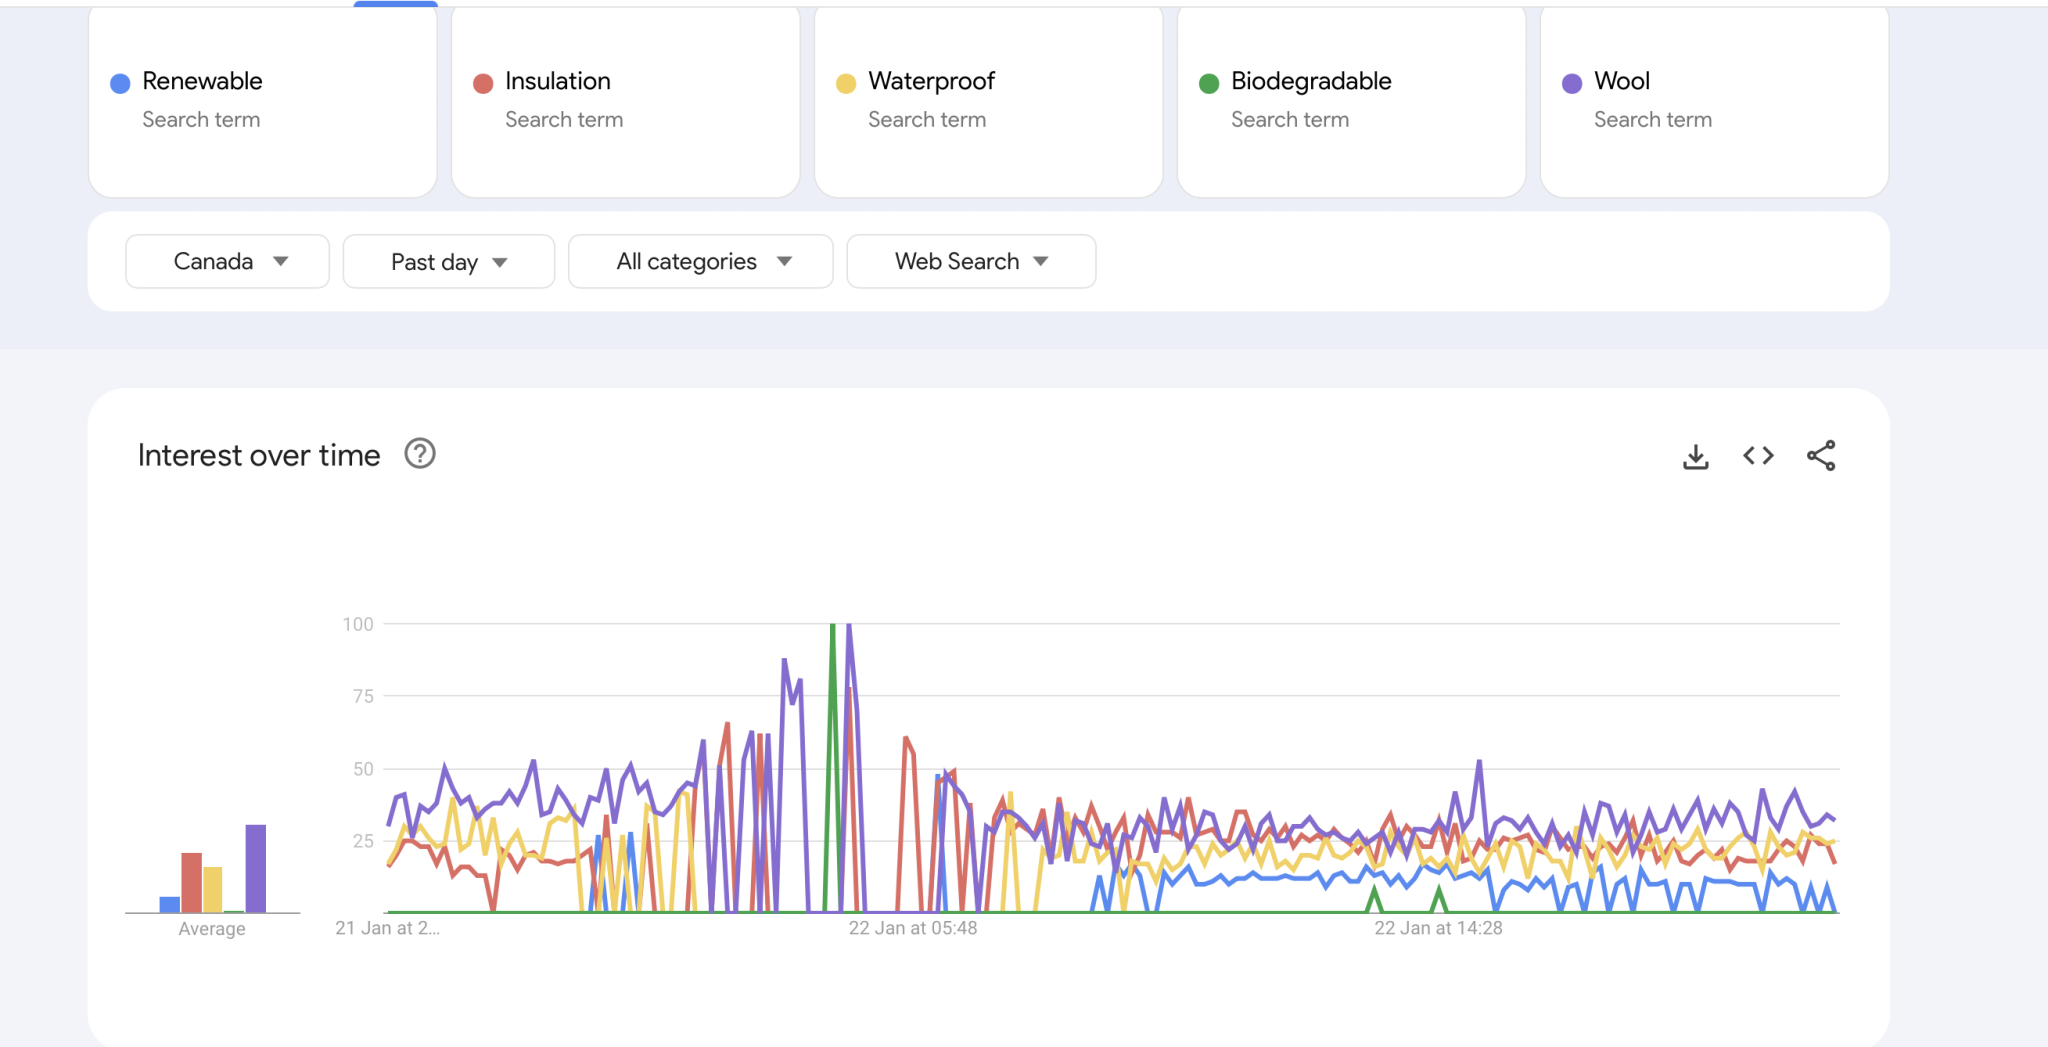 Renewable
Search term
Insulation
Search term
Waterproof
Search term
Biodegradable
Search term
Wool
Search term
Canada
Past day
All categories
Web Search
Interest over time
100
75
50
25
Average
21 Jan at 2...
22 Jan at 05:48
22 Jan at 14:28